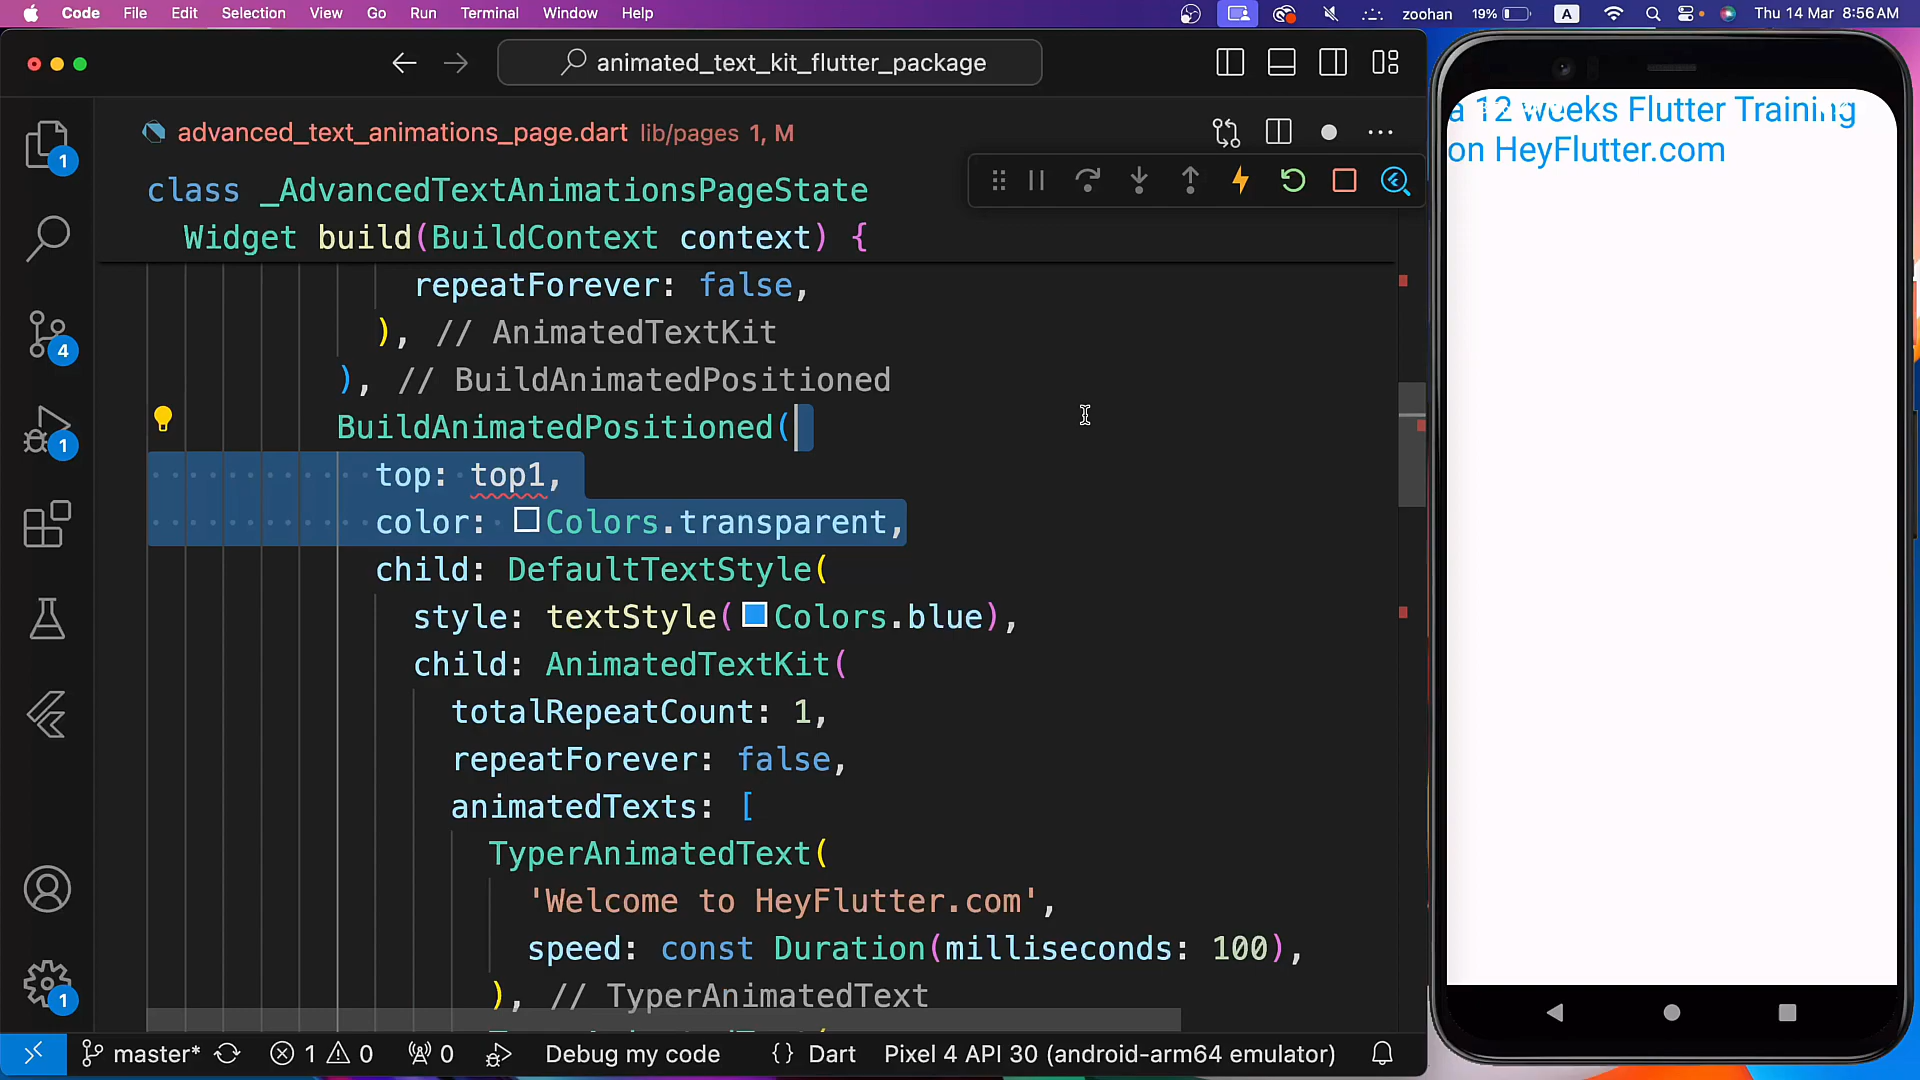 Code File Edit Selection View Go Run Terminal Window Help zoohan 19% A Thu 14 Mar 8:56 AM
animated_text_kit_flutter_package
advanced_text_animations_page.dart lib/pages 1, M
class _AdvancedTextAnimationsPageState
Widget build(BuildContext context) {
repeatForever: false,
), // AnimatedTextKit
), // BuildAnimatedPositioned
BuildAnimatedPositioned(
top: top1,
color: Colors.transparent,
child: DefaultTextStyle(
style: textStyle(Colors.blue),
child: AnimatedTextKit(
totalRepeatCount: 1,
repeatForever: false,
animatedTexts: [
TyperAnimatedText(
'Welcome to HeyFlutter.com',
speed: const Duration(milliseconds: 100),
), // TyperAnimatedText
1
4
1
1
master* 1 0 0 Debug my code {} Dart Pixel 4 API 30 (android-arm64 emulator)
a 12 weeks Flutter Training
on HeyFlutter.com